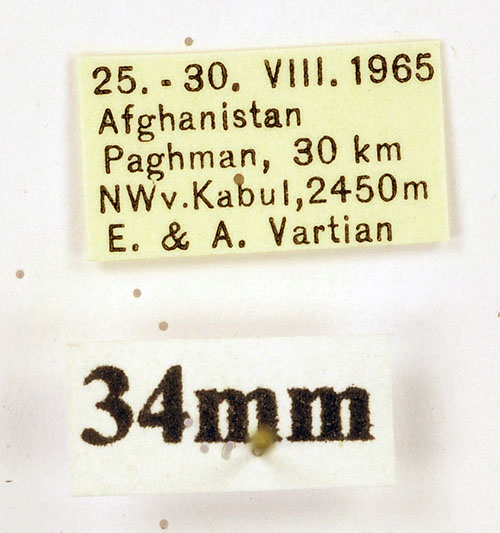 25. - 30. VIII. 1965
Afghanistan
Paghman, 30 km
NWv.Kabul,2450m
E. & A. Vartian
34mm